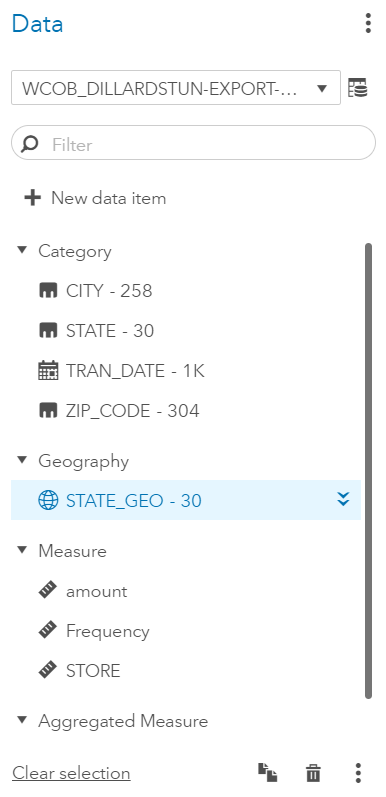 Data
WCOB_DILLARDSTUN-EXPORT-...
Filter
New data item
Category
CITY - 258
STATE - 30
TRAN_DATE - 1K
ZIP_CODE - 304
Geography
STATE_GEO - 30
Measure
amount
Frequency
STORE
Aggregated Measure
Clear selection